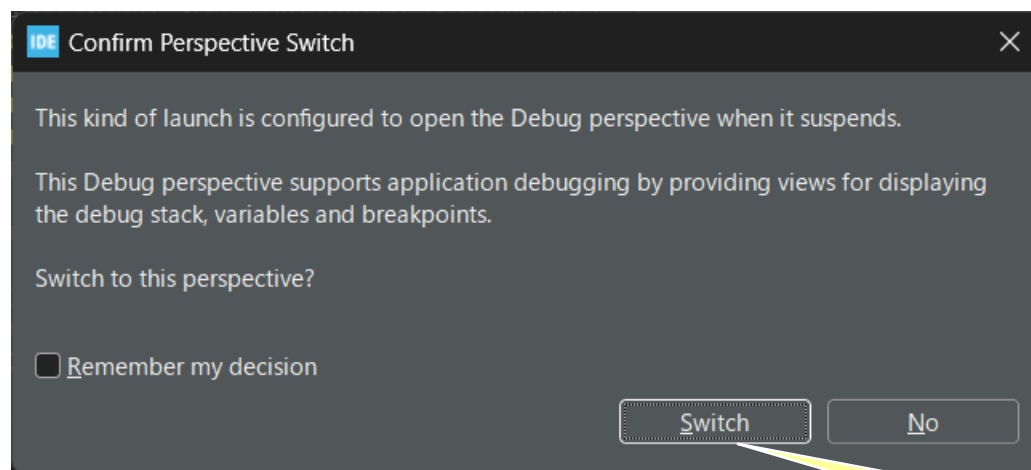 IDE Confirm Perspective Switch
This kind of launch is configured to open the Debug perspective when it suspends.
This Debug perspective supports application debugging by providing views for displaying
the debug stack, variables and breakpoints.
Switch to this perspective?
Remember my decision
Switch No